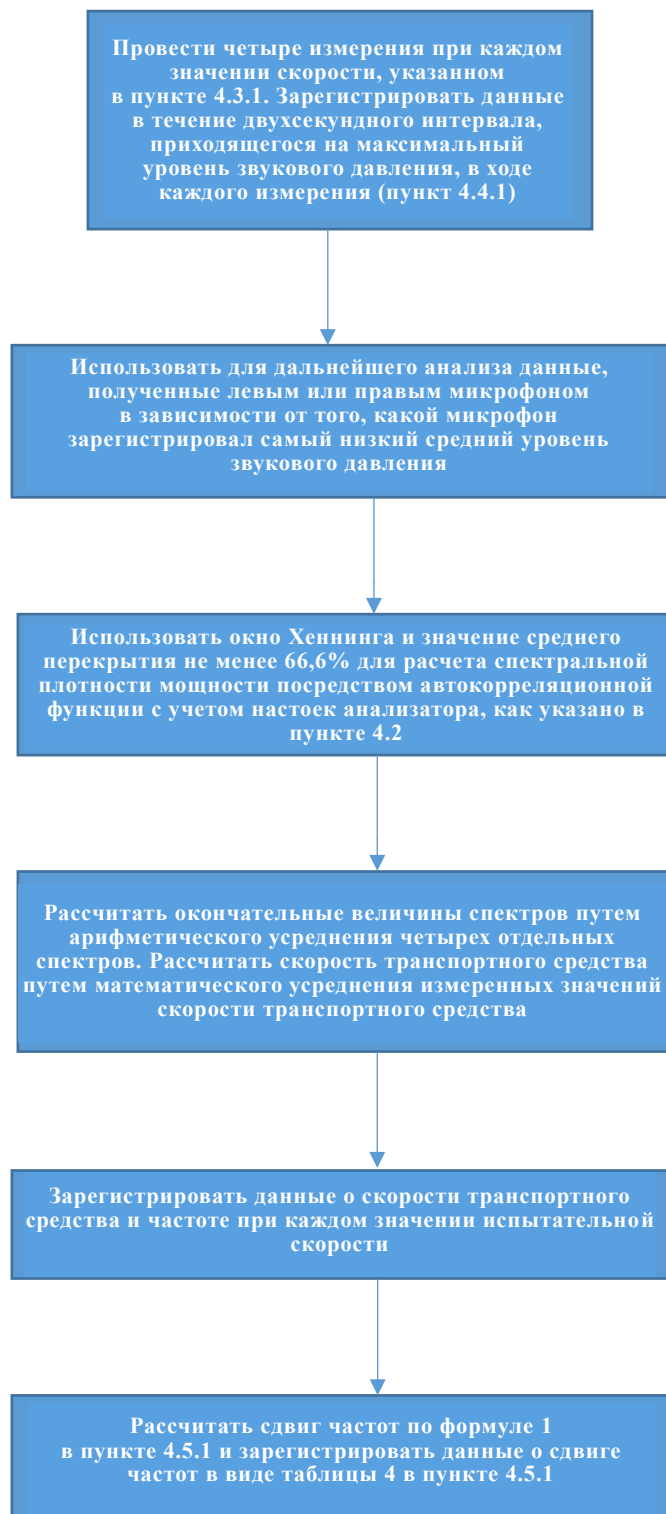 Провести четыре измерения при каждом
значении скорости, указанном
в пункте 4.3.1. Зарегистрировать данные
в течение двухсекундного интервала,
приходящегося на максимальный
уровень звукового давления, в ходе
каждого измерения (пункт 4.4.1)
Использовать для дальнейшего анализа данные,
полученные левым или правым микрофоном
в зависимости от того, какой микрофон
зарегистрировал самый низкий средний уровень
звукового давления
Использовать окно Хеннинга и значение среднего
перекрытия не менее 66,6% для расчета спектральной
плотности мощности посредством автокорреляционной
функции с учетом настоек анализатора, как указано в
пункте 4.2
Рассчитать окончательные величины спектров путем
арифметического усреднения четырех отдельных
спектров. Рассчитать скорость транспортного средства
путем математического усреднения измеренных значений
скорости транспортного средства
Зарегистрировать данные о скорости транспортного
средства и частоте при каждом значении испытательной
скорости
Рассчитать сдвиг частот по формуле 1
в пункте 4.5.1 и зарегистрировать данные о сдвиге
частот в виде таблицы 4 в пункте 4.5.1